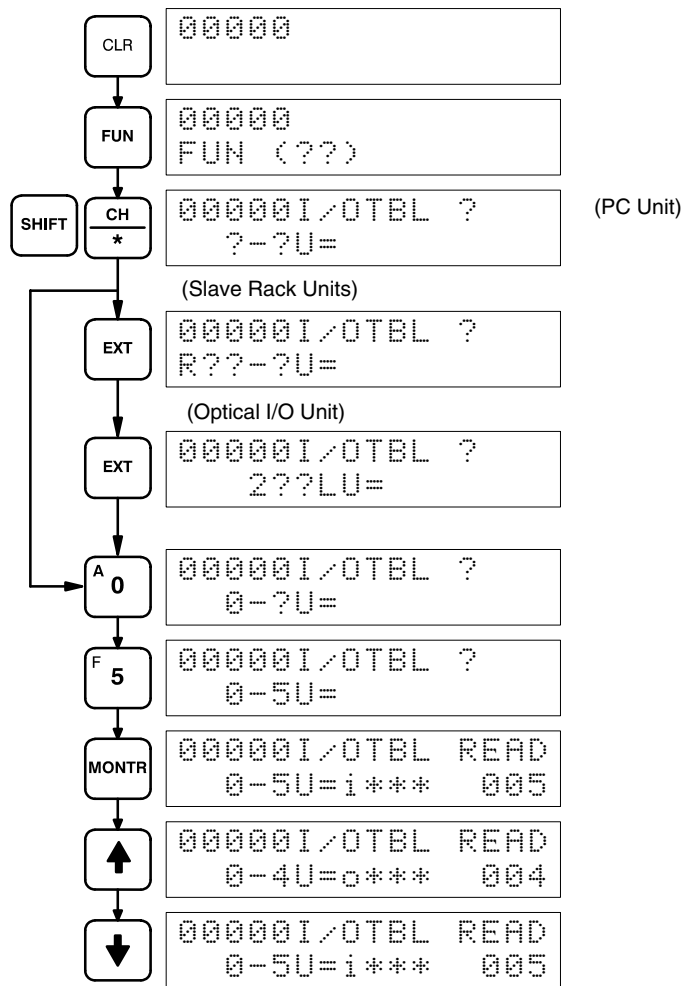 CLR
00000
FUN
00000
FUN (??)
SHIFT
CH
*
00000I/OTBL ?
?-?U=
(PC Unit)
(Slave Rack Units)
EXT
00000I/OTBL ?
R??-?U=
(Optical I/O Unit)
EXT
00000I/OTBL ?
2??LU=
A
0
00000I/OTBL ?
0-?U=
F
5
00000I/OTBL ?
0-5U=
MONTR
00000I/OTBL READ
0-5U=i*** 005
00000I/OTBL READ
0-4U=o*** 004
00000I/OTBL READ
0-5U=i*** 005